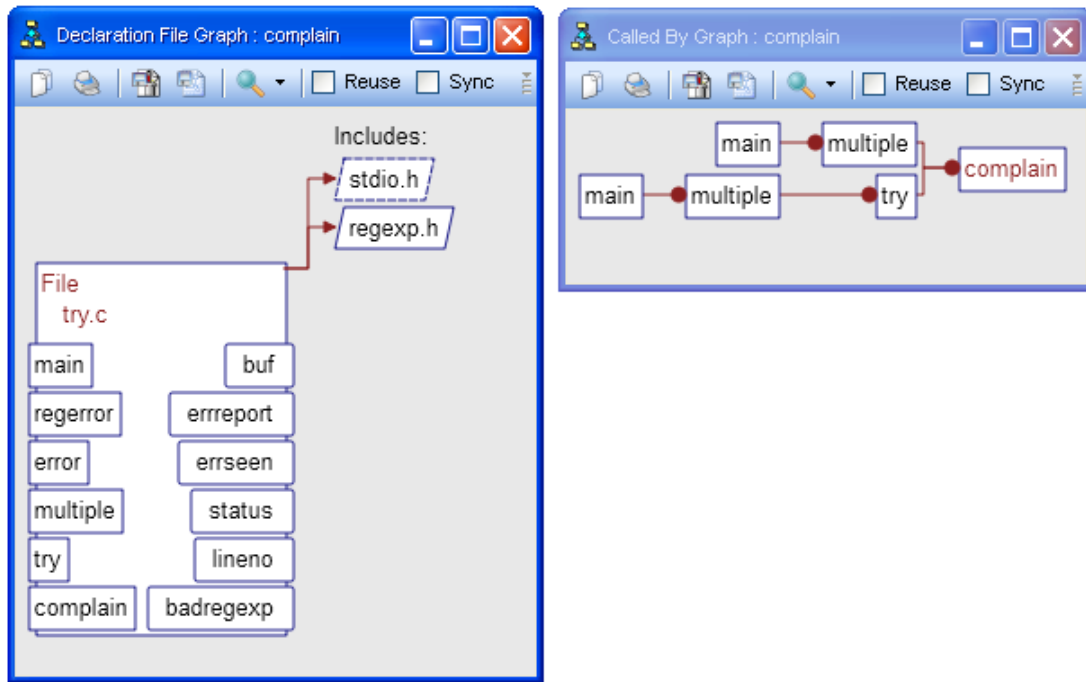 Declaration File Graph : complain
Reuse Sync
Includes:
stdio.h
regexp.h
File
try.c
main buf
regerror errreport
error errseen
multiple status
try lineno
complain badregexp
Called By Graph : complain
Reuse Sync
main multiple
complain
main multiple try